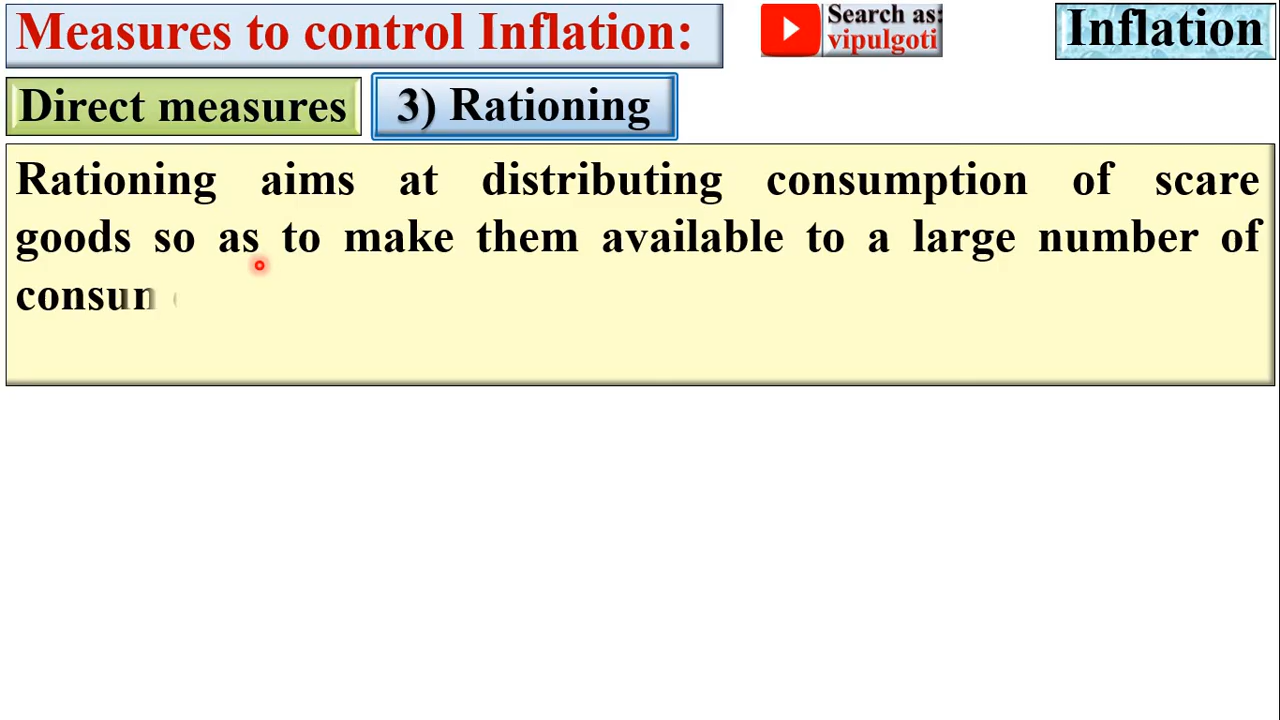 Measures to control Inflation:
Search as:
vipulgoti
Inflation
Direct measures
3) Rationing
Rationing aims at distributing consumption of scare
goods so as to make them available to a large number of